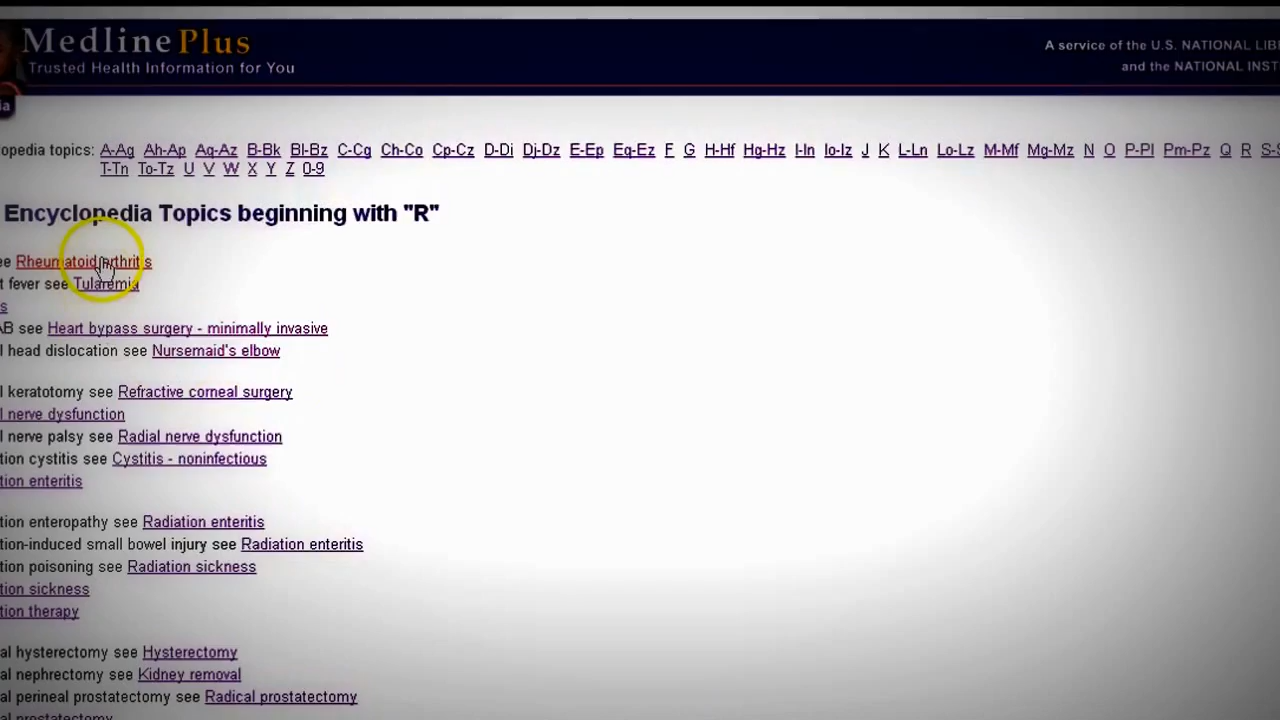 MedlinePlus
Trusted Health Information for You
A service of the U.S. NATIONAL LIB
and the NATIONAL INST
ia
opedia topics: A-Ag Ah-Ap Aq-Az B-Bk Bl-Bz C-Cg Ch-Co Cp-Cz D-Di Dj-Dz E-Ep Eq-Ez F G H-Hf Hg-Hz I-In Io-Iz J K L-Ln Lo-Lz M-Mf Mg-Mz N O P-Pl Pm-Pz Q R S-S
T-Tn To-Tz U V W X Y Z 0-9
Encyclopedia Topics beginning with "R"
ee Rheumatoid arthritis
t fever see Tularemia
s
AB see Heart bypass surgery - minimally invasive
l head dislocation see Nursemaid's elbow
l keratotomy see Refractive corneal surgery
l nerve dysfunction
l nerve palsy see Radial nerve dysfunction
tion cystitis see Cystitis - noninfectious
tion enteritis
tion enteropathy see Radiation enteritis
tion-induced small bowel injury see Radiation enteritis
tion poisoning see Radiation sickness
tion sickness
tion therapy
al hysterectomy see Hysterectomy
al nephrectomy see Kidney removal
al perineal prostatectomy see Radical prostatectomy
al prostatectomy